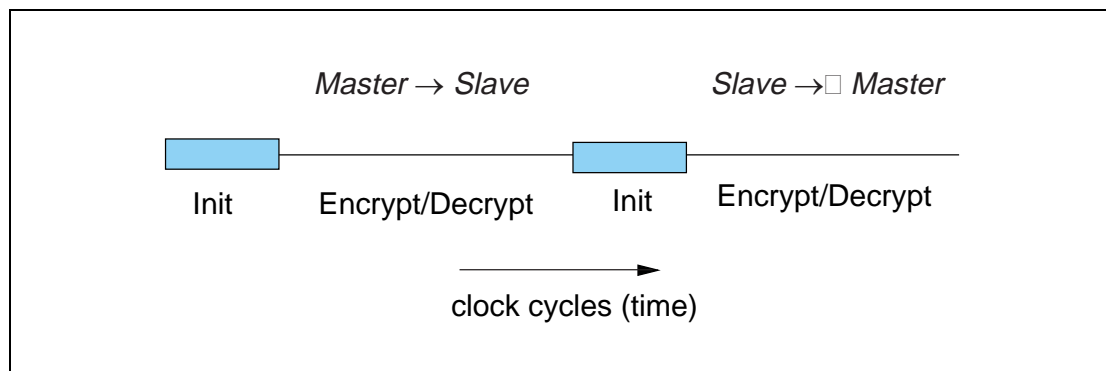 Master → Slave
Slave →□ Master
Init
Encrypt/Decrypt
Init
Encrypt/Decrypt
clock cycles (time)